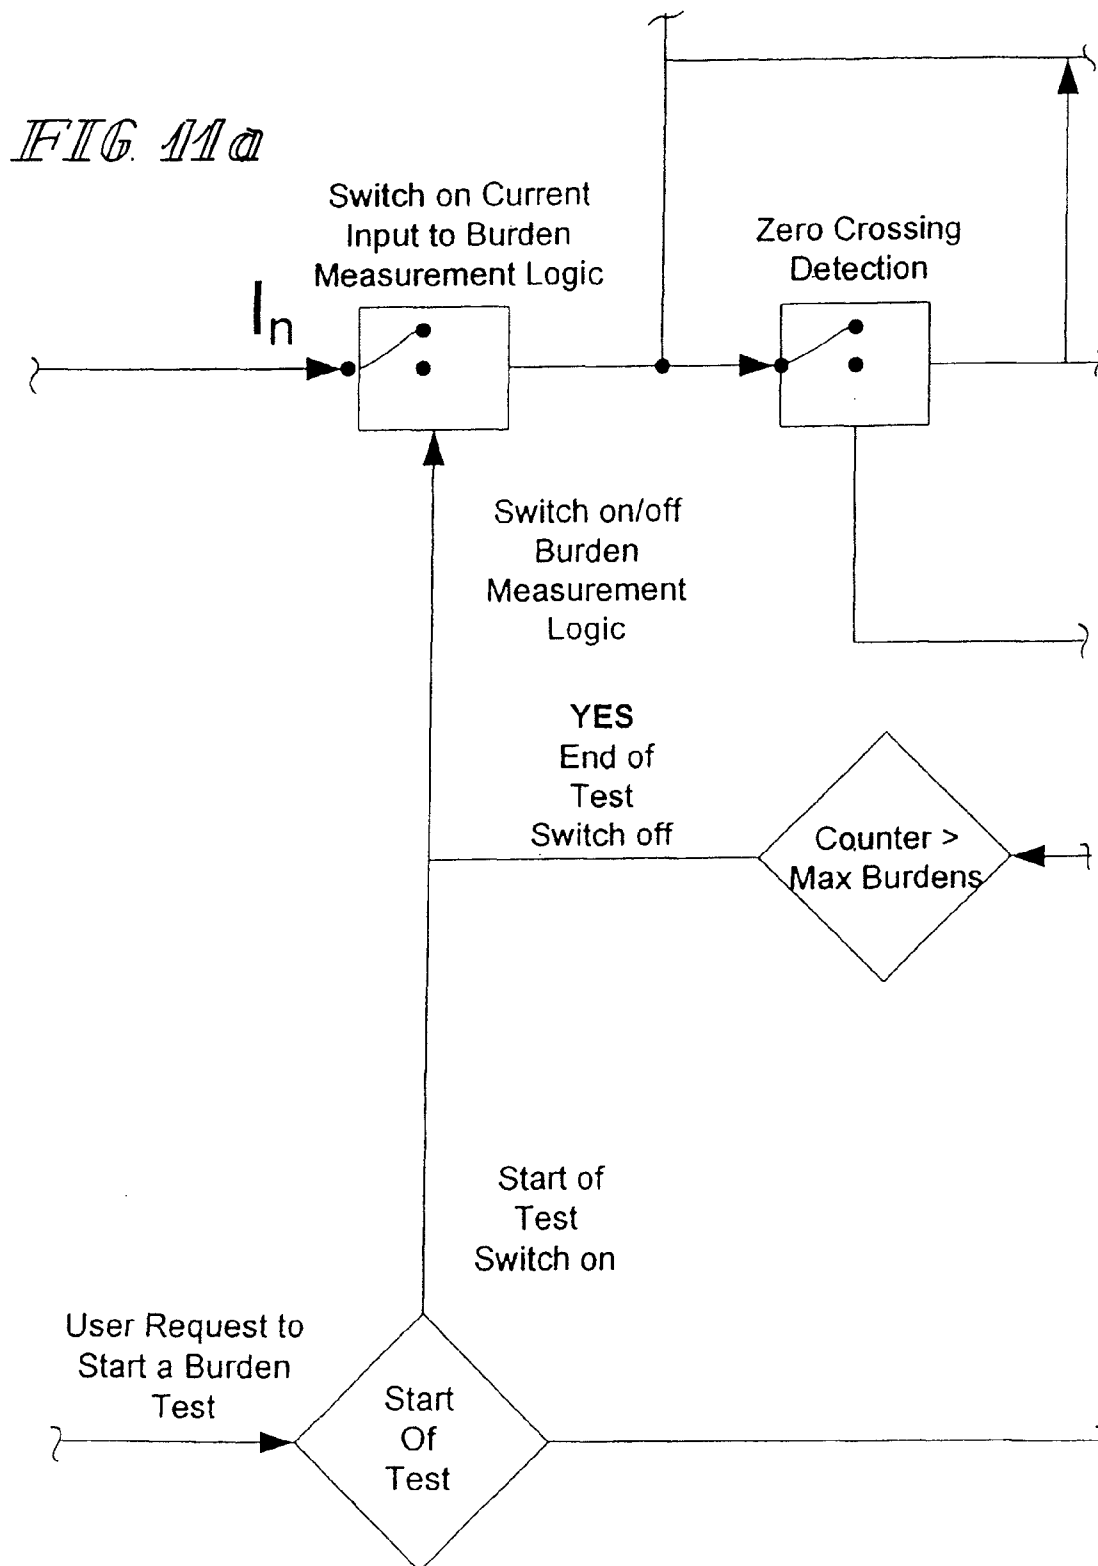 FIG. 11a
Switch on Current
Input to Burden
Measurement Logic
Zero Crossing
Detection
In
Switch on/off
Burden
Measurement
Logic
YES
End of
Test
Switch off
Counter >
Max Burdens
Start of
Test
Switch on
User Request to
Start a Burden
Test
Start
Of
Test